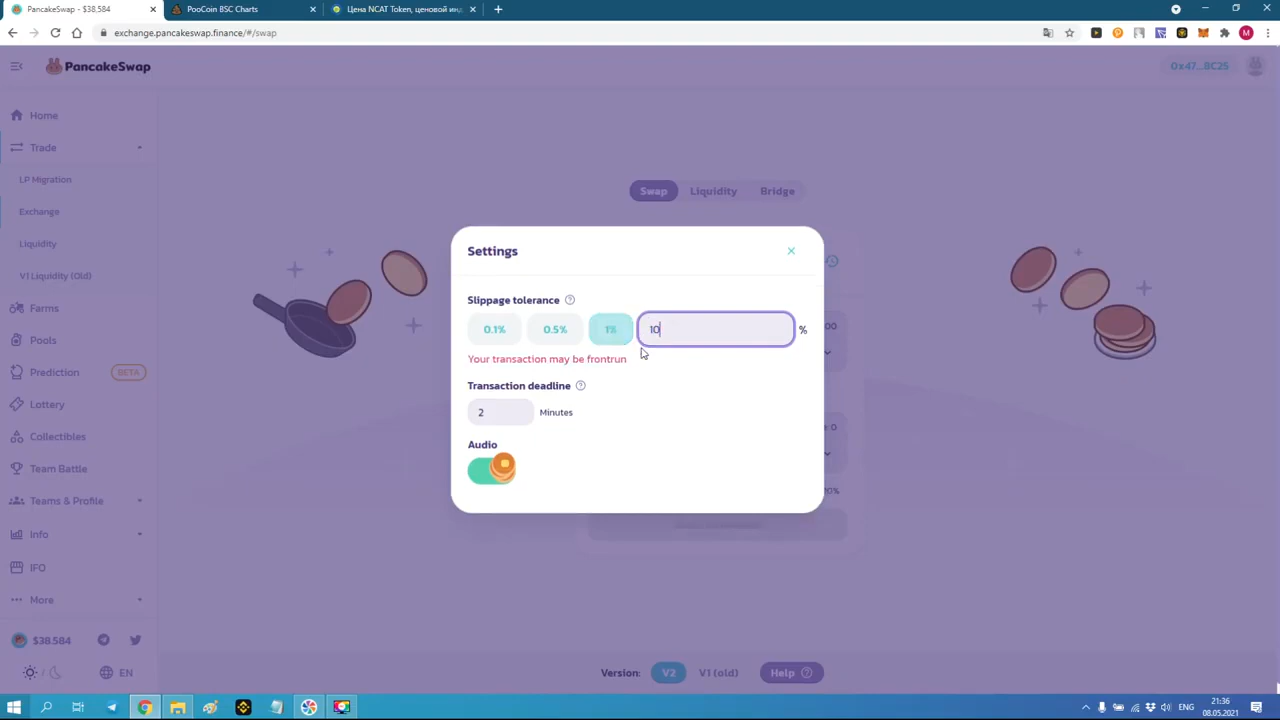 PancakeSwap - $38,584
PooCoin BSC Charts
Цена NCAT Token, ценовой инд
exchange.pancakeswap.finance/#/swap
M
PancakeSwap
0x47...8C25
Home
Trade
LP Migration
Exchange
Liquidity
V1 Liquidity (Old)
Farms
Pools
Prediction
BETA
Lottery
Collectibles
Team Battle
Teams & Profile
Info
IFO
More
$38.584
EN
Swap
Liquidity
Bridge
Settings
Slippage tolerance
0.1%
0.5%
1%
10
%
Your transaction may be frontrun
Transaction deadline
2
Minutes
Audio
Version:
V2
V1 (old)
Help
ENG
21:36
08.05.2021